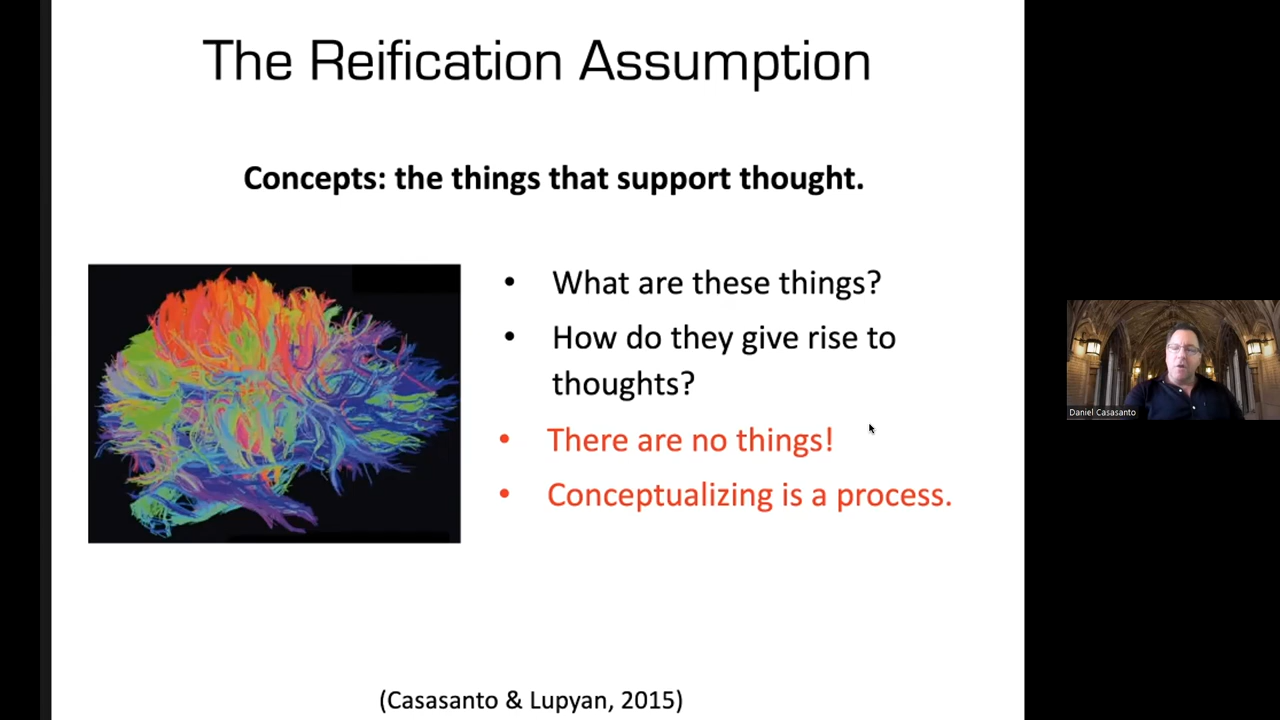 The Reification Assumption
Concepts: the things that support thought.
• What are these things?
• How do they give rise to
thoughts?
• There are no things!
• Conceptualizing is a process.
Daniel Casasanto
(Casasanto & Lupyan, 2015)